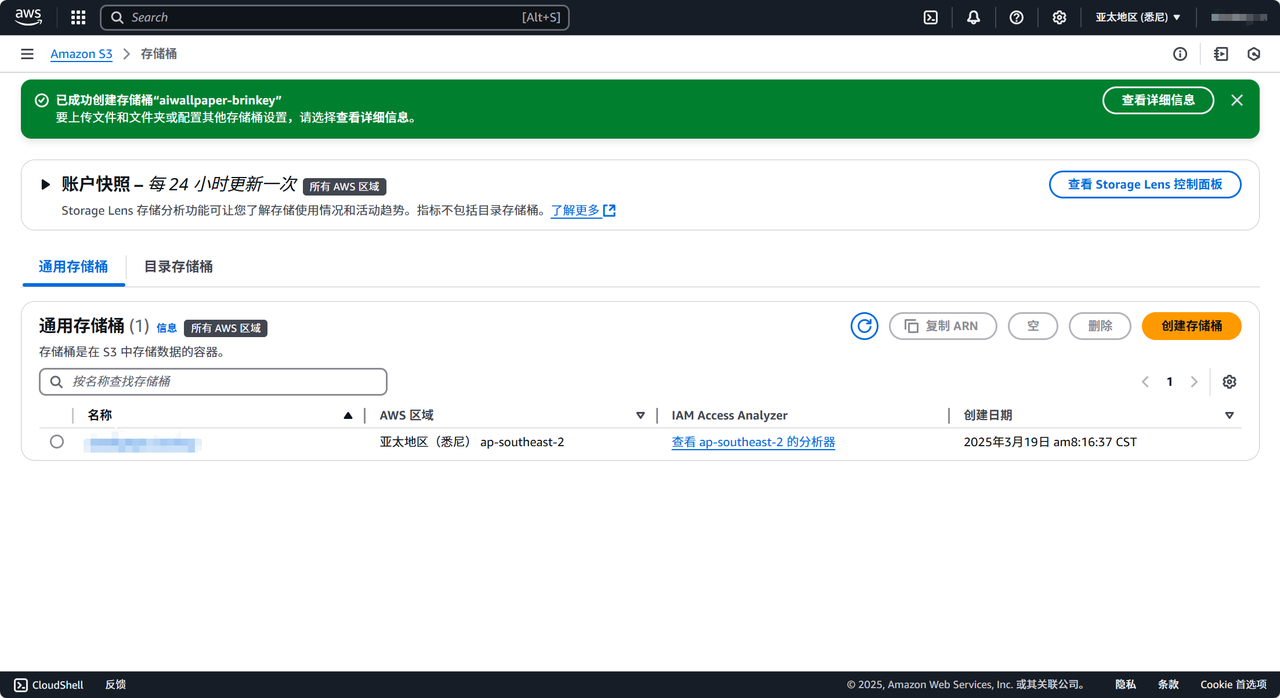 aws
Search [Alt+S]
亚太地区 (悉尼) ▼
Amazon S3 > 存储桶
已成功创建存储桶“aiwallpaper-brinkey”
要上传文件和文件夹或配置其他存储桶设置，请选择查看详细信息。
查看详细信息
账户快照 – 每 24 小时更新一次 所有 AWS 区域
查看 Storage Lens 控制面板
Storage Lens 存储分析功能可让您了解存储使用情况和活动趋势。指标不包括目录存储桶。了解更多
通用存储桶 目录存储桶
通用存储桶 (1) 信息 所有 AWS 区域
复制 ARN 空 删除 创建存储桶
存储桶是在 S3 中存储数据的容器。
按名称查找存储桶
1
名称 AWS 区域 IAM Access Analyzer 创建日期
亚太地区（悉尼） ap-southeast-2 查看 ap-southeast-2 的分析器 2025年3月19日 am8:16:37 CST
CloudShell 反馈 © 2025, Amazon Web Services, Inc. 或其关联公司。 隐私 条款 Cookie 首选项